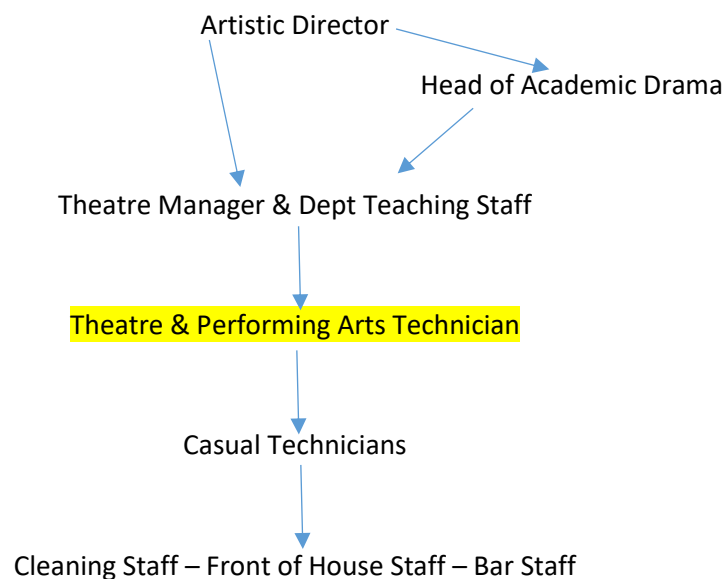 Artistic Director
Head of Academic Drama
Theatre Manager & Dept Teaching Staff
Theatre & Performing Arts Technician
Casual Technicians
Cleaning Staff – Front of House Staff – Bar Staff